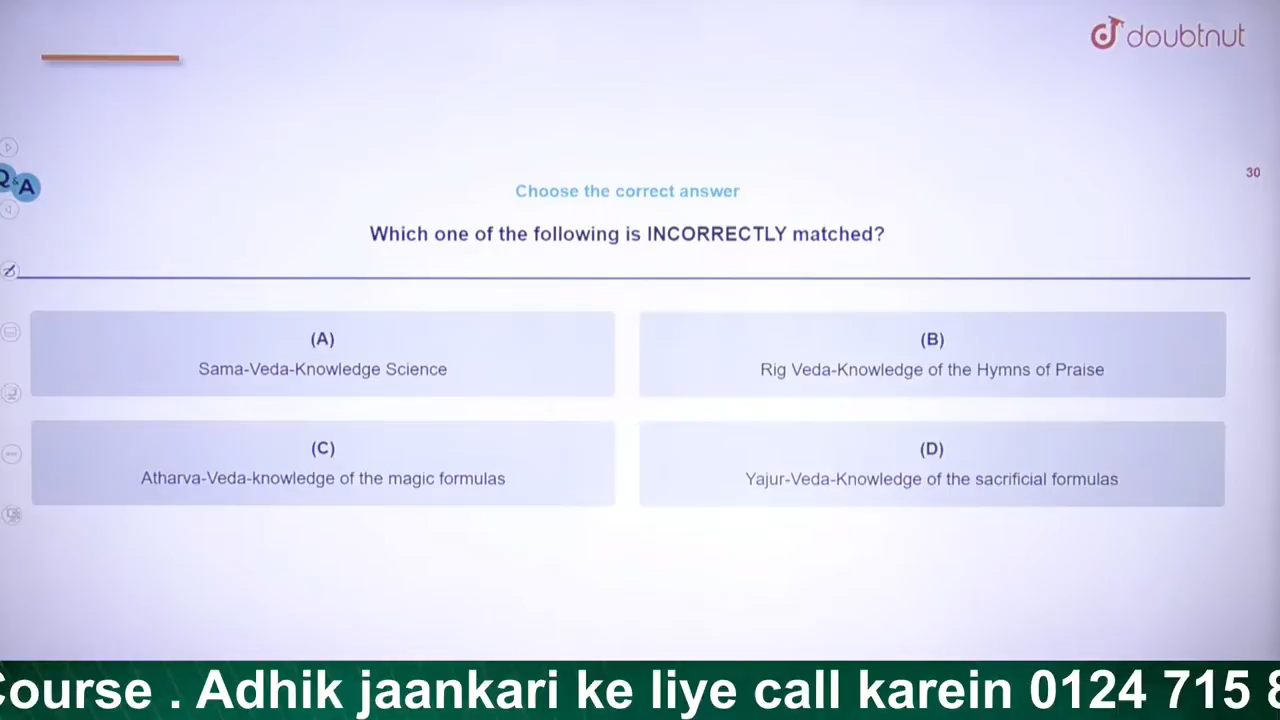 doubtnut
Q&A
30
Choose the correct answer
Which one of the following is INCORRECTLY matched?
(A)
Sama-Veda-Knowledge Science
(B)
Rig Veda-Knowledge of the Hymns of Praise
(C)
Atharva-Veda-knowledge of the magic formulas
(D)
Yajur-Veda-Knowledge of the sacrificial formulas
Course . Adhik jaankari ke liye call karein 0124 715 8